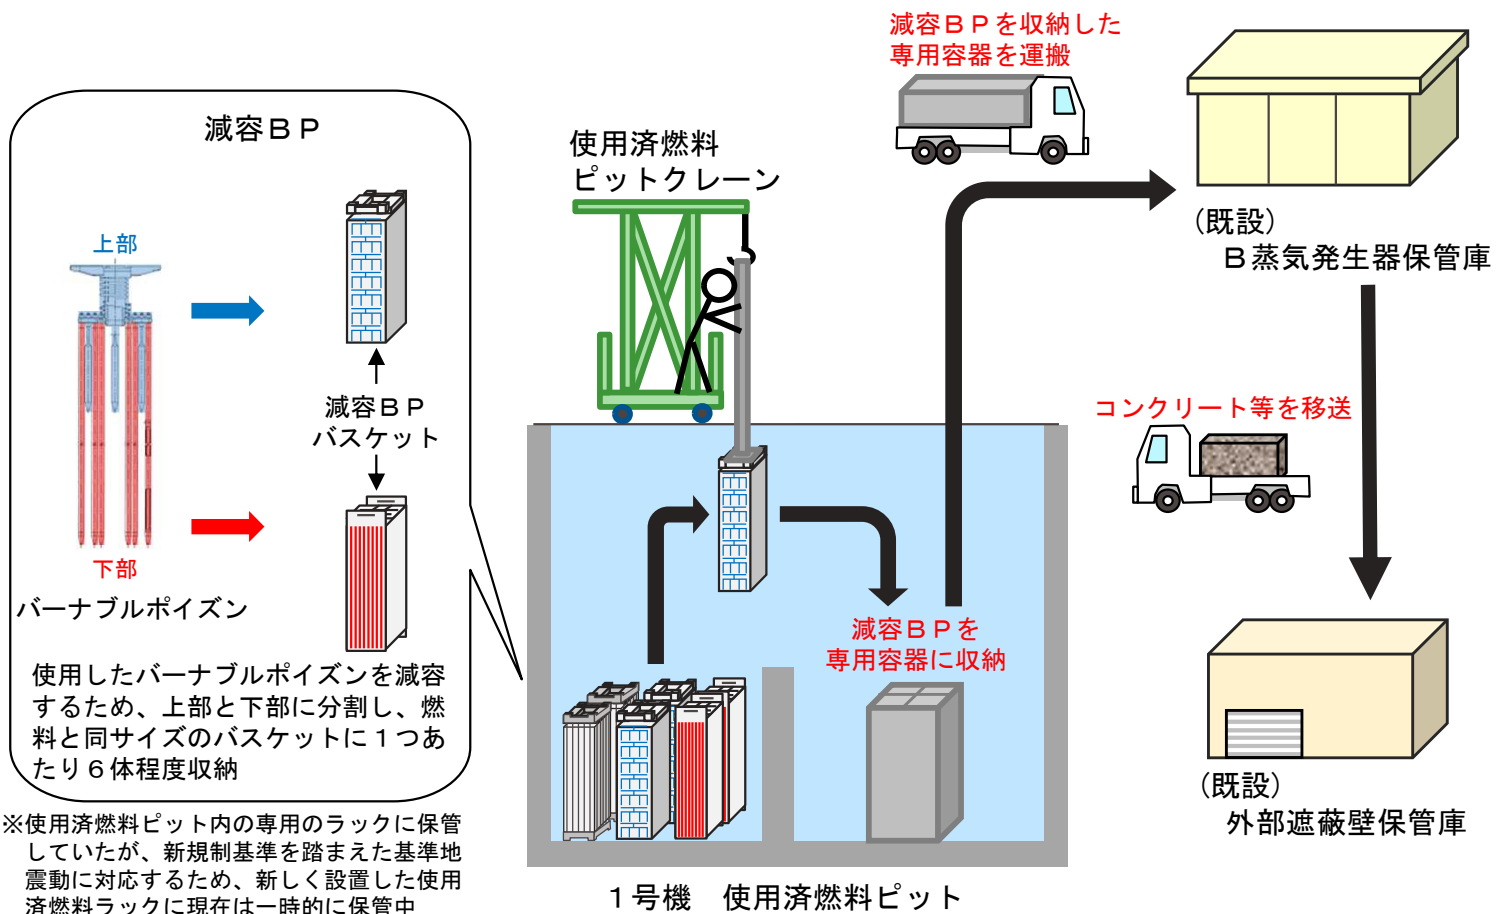 減容ＢＰ
上部
減容ＢＰ
バスケット
下部
バーナブルポイズン
使用したバーナブルポイズンを減容
するため、上部と下部に分割し、燃
料と同サイズのバスケットに１つあ
たり６体程度収納
※使用済燃料ピット内の専用のラックに保管
していたが、新規制基準を踏まえた基準地
震動に対応するため、新しく設置した使用
済燃料ラックに現在は一時的に保管中
使用済燃料
ピットクレーン
減容ＢＰを
専用容器に収納
１号機　使用済燃料ピット
減容ＢＰを収納した
専用容器を運搬
(既設)
Ｂ蒸気発生器保管庫
コンクリート等を移送
(既設)
外部遮蔽壁保管庫